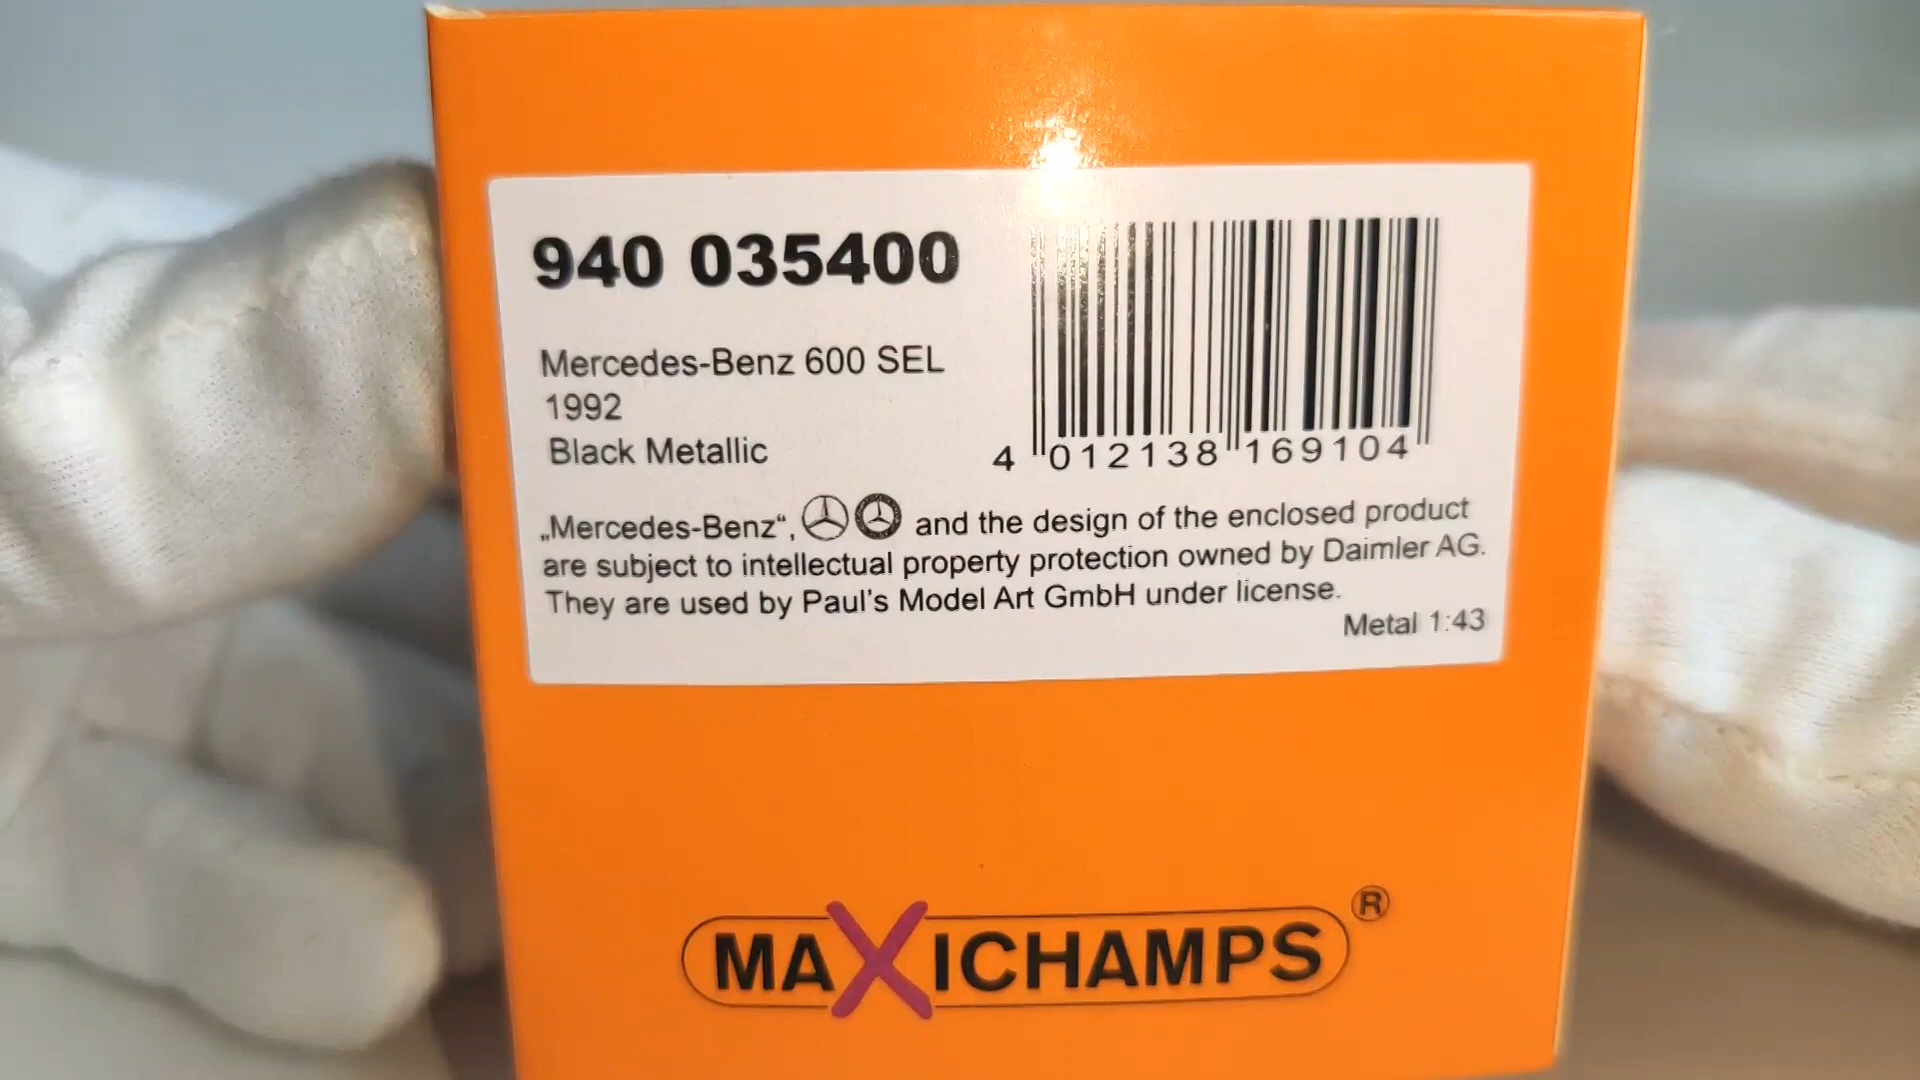 940 035400
Mercedes-Benz 600 SEL
1992
Black Metallic
4 012138 169104
„Mercedes-Benz“, and the design of the enclosed product
are subject to intellectual property protection owned by Daimler AG.
They are used by Paul's Model Art GmbH under license.
Metal 1:43
MAXICHAMPS ®